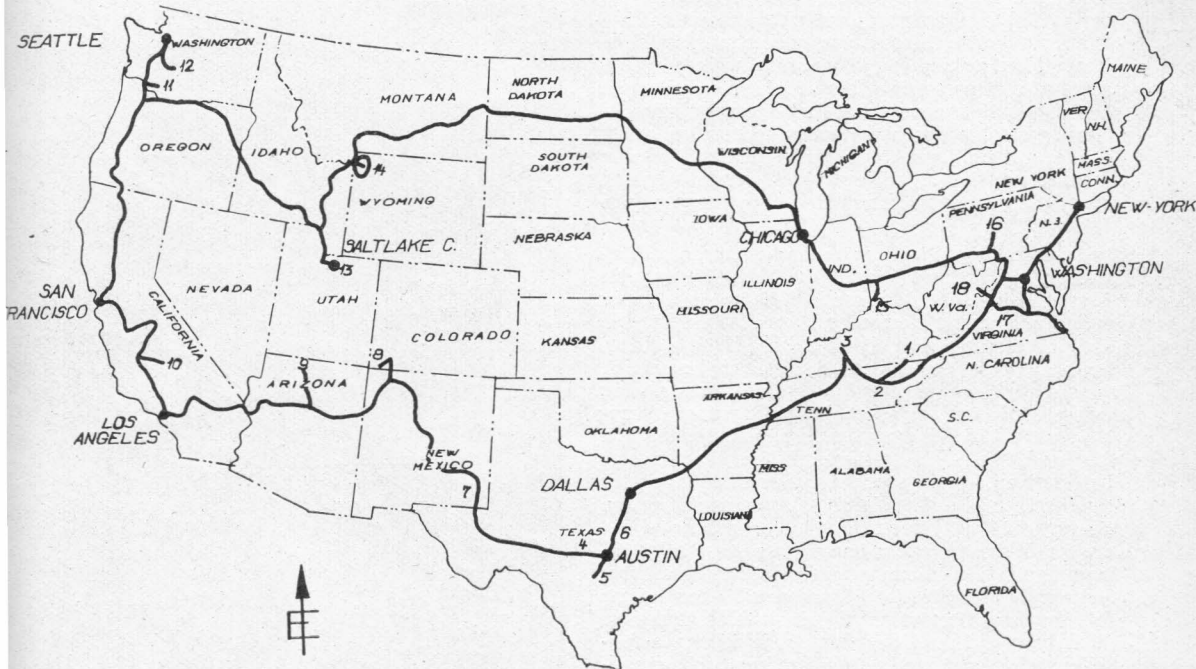 SEATTLE
WASHINGTON
12
11
MONTANA
NORTH
DAKOTA
MINNESOTA
MAINE
VER
N.H.
MASS.
CONN.
OREGON
IDAHO
14
WYOMING
SOUTH
DAKOTA
WISCONSIN
MICHIGAN
NEW YORK
NEW-YORK
PENNSYLVANIA
N.J.
IOWA
NEBRASKA
CHICAGO
SALTLAKE C.
13
NEVADA
UTAH
COLORADO
SAN
FRANCISCO
CALIFORNIA
ILLINOIS
IND.
OHIO
16
WASHINGTON
15
18
W. Va.
17
VIRGINIA
MISSOURI
KANSAS
10
9
8
ARIZONA
3
1
2
N. CAROLINA
S.C.
TENN
ARKANSAS
OKLAHOMA
LOS
ANGELES
NEW
MEXICO
7
DALLAS
MISS
ALABAMA
GEORGIA
LOUISIANA
TEXAS
4
6
AUSTIN
5
FLORIDA
E